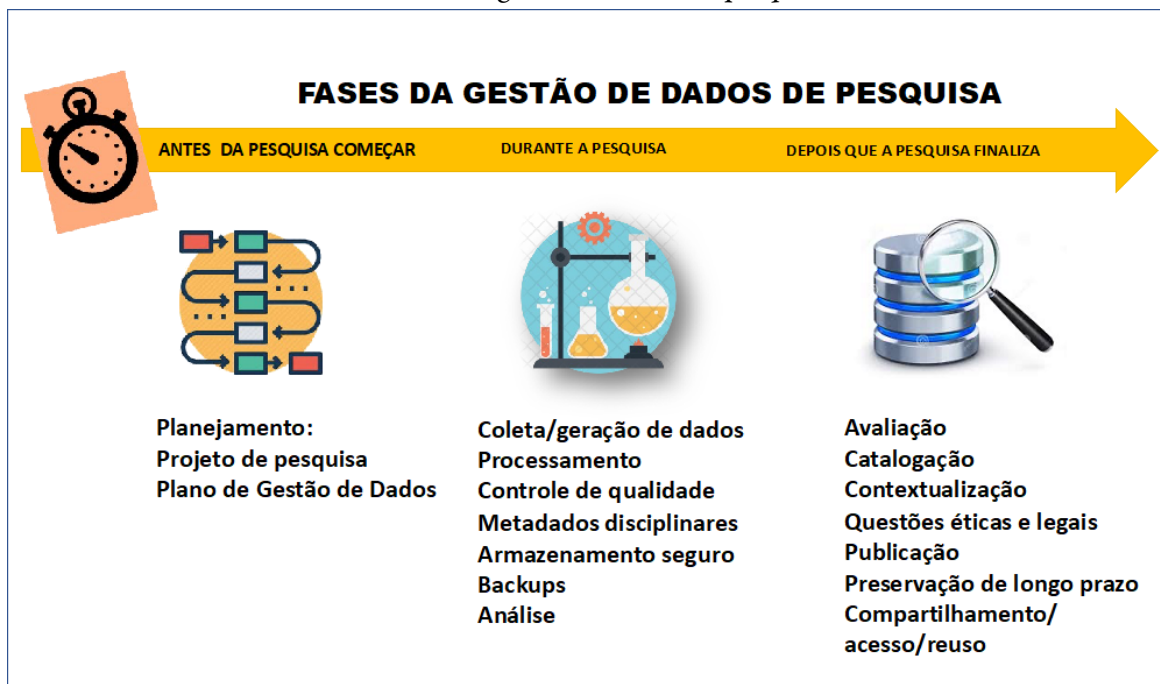 FASES DA GESTÃO DE DADOS DE PESQUISA
ANTES DA PESQUISA COMEÇAR
DURANTE A PESQUISA
DEPOIS QUE A PESQUISA FINALIZA
Planejamento:
Projeto de pesquisa
Plano de Gestão de Dados
Coleta/geração de dados
Processamento
Controle de qualidade
Metadados disciplinares
Armazenamento seguro
Backups
Análise
Avaliação
Catalogação
Contextualização
Questões éticas e legais
Publicação
Preservação de longo prazo
Compartilhamento/
acesso/reuso